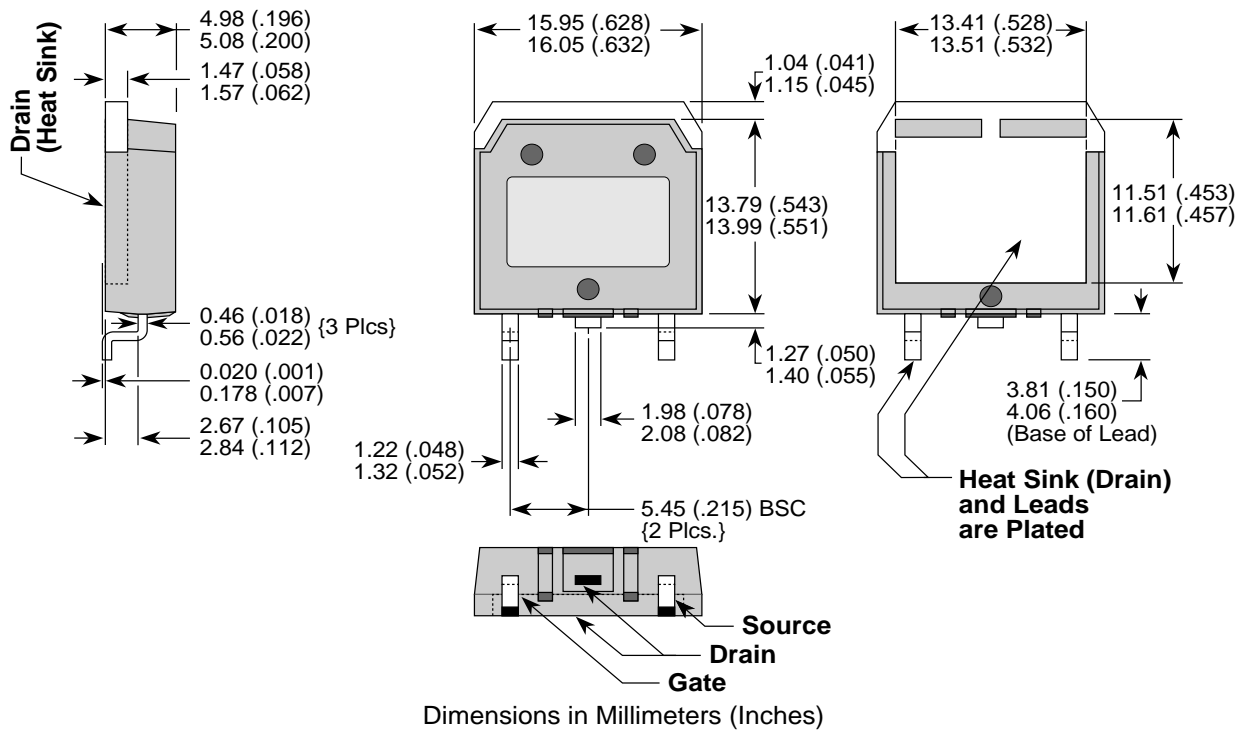 4.98 (.196)
5.08 (.200)
1.47 (.058)
1.57 (.062)
Drain
(Heat Sink)
0.46 (.018)
0.56 (.022)
{3 Plcs}
0.020 (.001)
0.178 (.007)
2.67 (.105)
2.84 (.112)
15.95 (.628)
16.05 (.632)
1.04 (.041)
1.15 (.045)
13.79 (.543)
13.99 (.551)
1.27 (.050)
1.40 (.055)
1.98 (.078)
2.08 (.082)
1.22 (.048)
1.32 (.052)
5.45 (.215) BSC
{2 Plcs.}
13.41 (.528)
13.51 (.532)
11.51 (.453)
11.61 (.457)
3.81 (.150)
4.06 (.160)
(Base of Lead)
Heat Sink (Drain)
and Leads
are Plated
Source
Drain
Gate
Dimensions in Millimeters (Inches)